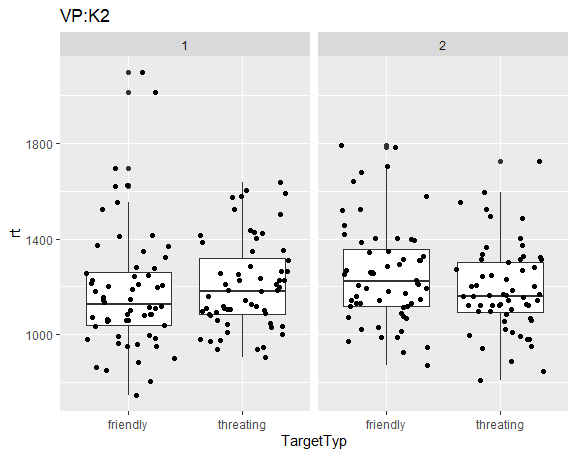 VP:K2
1 2
rt
1800
1400
1000
friendly threating friendly threating
TargetTyp